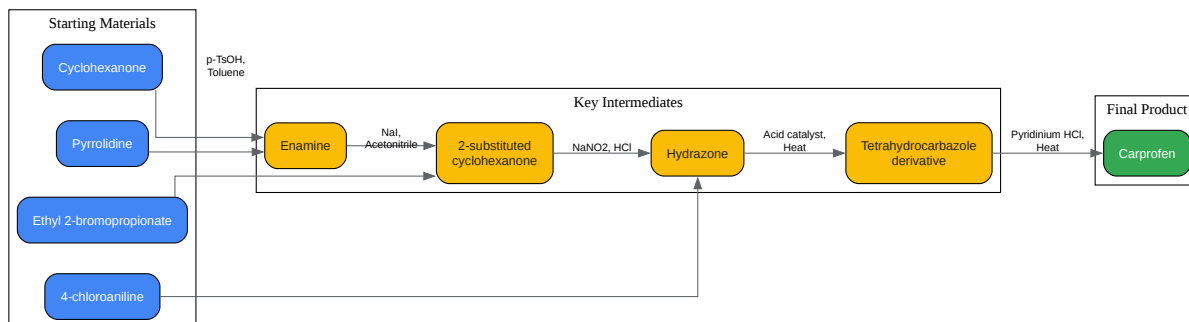 Starting Materials
Cyclohexanone
p-TsOH,
Toluene
Pyrrolidine
Ethyl 2-bromopropionate
4-chloroaniline
Key Intermediates
Enamine
NaI,
Acetonitrile
2-substituted
cyclohexanone
NaNO2, HCl
Hydrazone
Acid catalyst,
Heat
Tetrahydrocarbazole
derivative
Pyridinium HCl,
Heat
Final Product
Carprofen